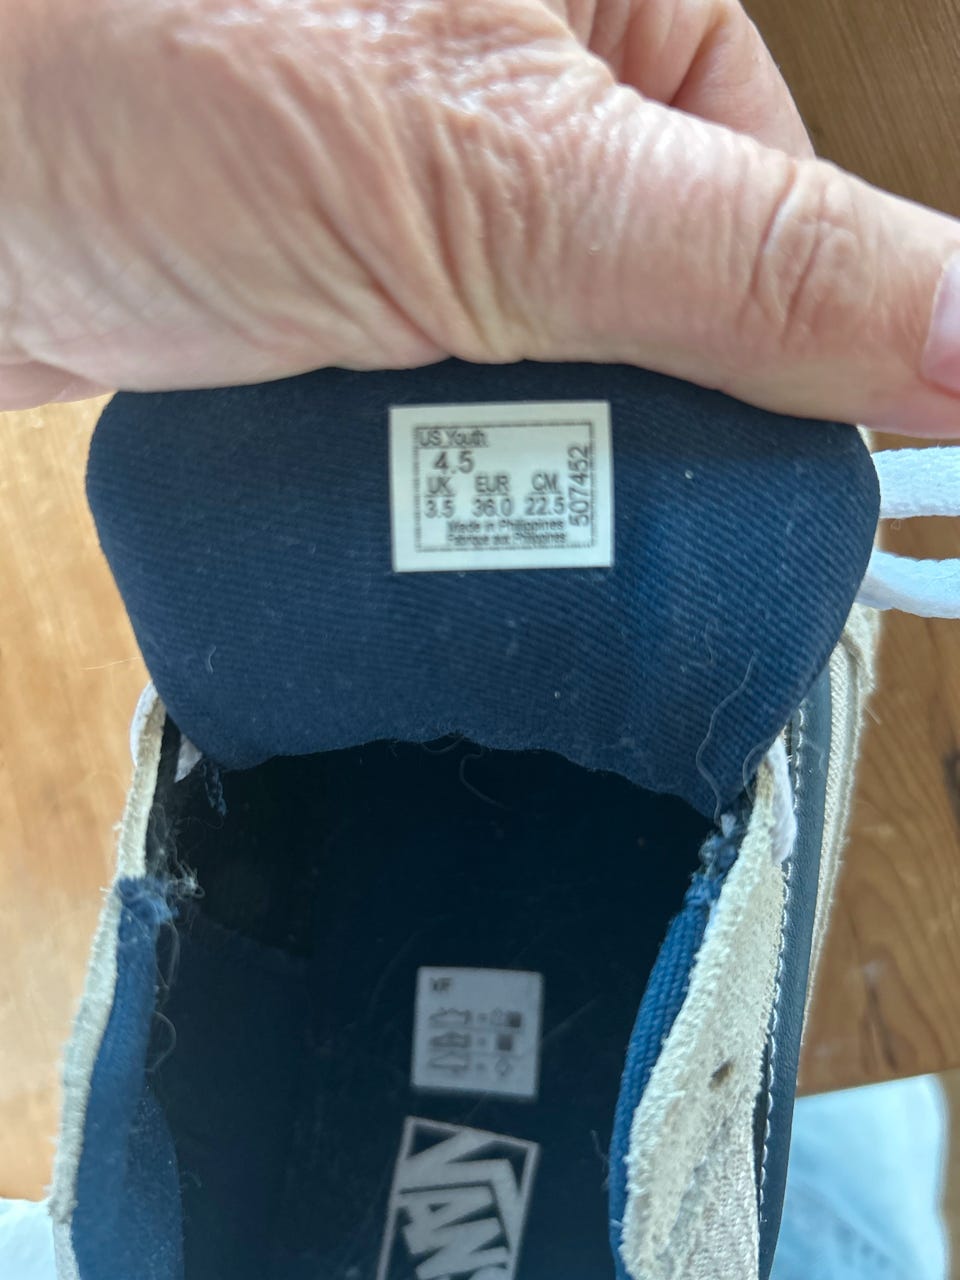 US Youth
4.5
UK EUR CM
3.5 36.0 22.5
Made in Philippines
Fabriqué aux Philippines
507452
VF
VANS